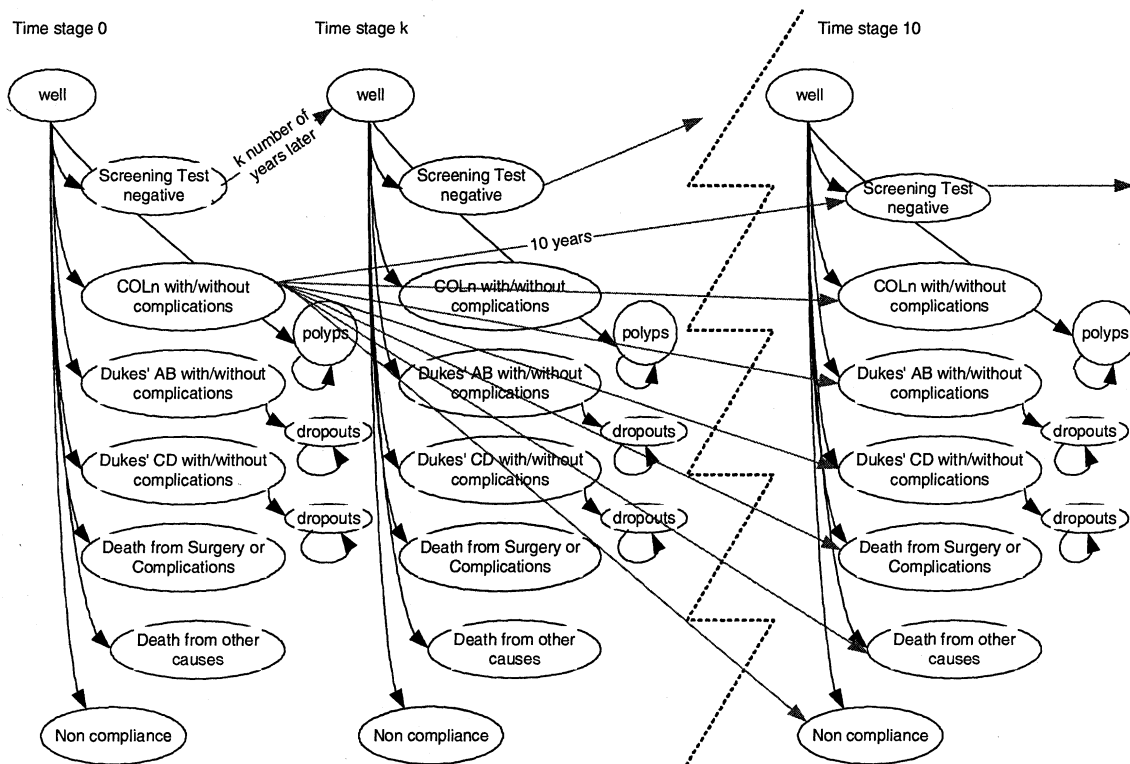 Time stage 0
Time stage k
Time stage 10
well
well
well
k number of
years later
Screening Test
negative
Screening Test
negative
Screening Test
negative
10 years
COLn with/without
complications
COLn with/without
complications
COLn with/without
complications
polyps
polyps
polyps
Dukes' AB with/without
complications
Dukes' AB with/without
complications
Dukes' AB with/without
complications
dropouts
dropouts
dropouts
Dukes' CD with/without
complications
Dukes' CD with/without
complications
Dukes' CD with/without
complications
dropouts
dropouts
dropouts
Death from Surgery or
Complications
Death from Surgery or
Complications
Death from Surgery or
Complications
Death from other
causes
Death from other
causes
Death from other
causes
Non compliance
Non compliance
Non compliance